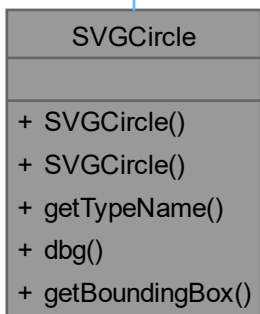 SVGCircle
+ SVGCircle()
+ SVGCircle()
+ getTypeName()
+ dbg()
+ getBoundingBox()